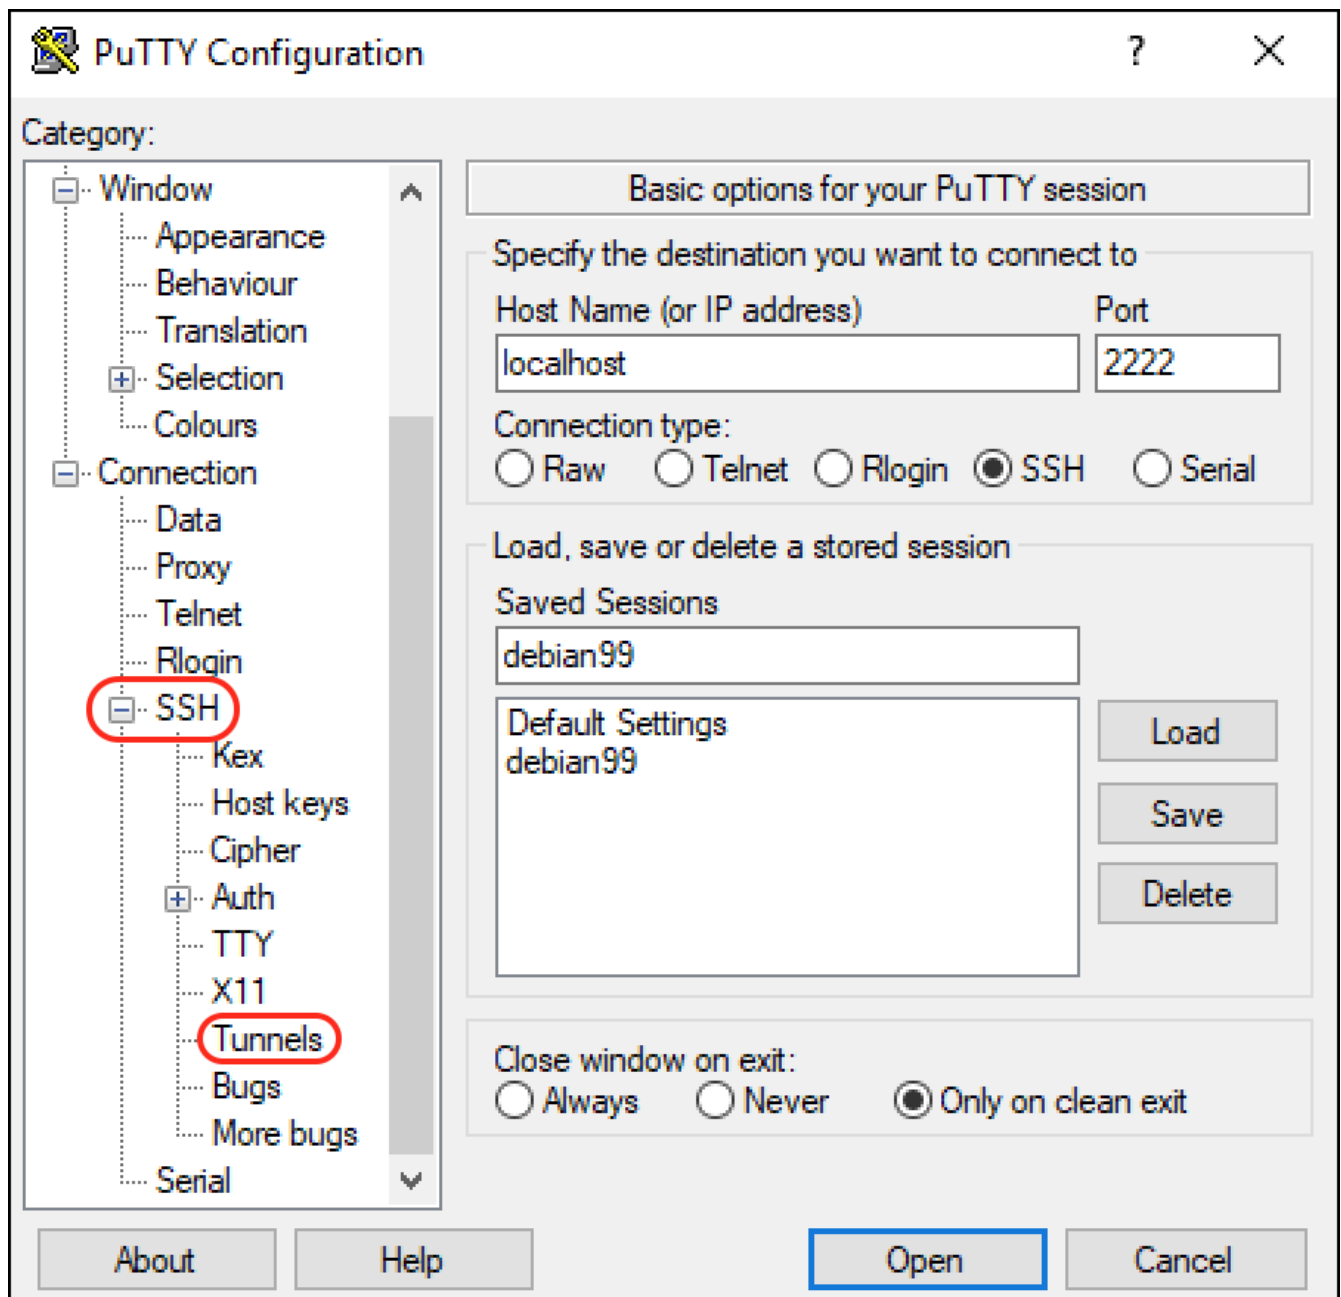 PuTTY Configuration
?
Category:
Window
Appearance
Behaviour
Translation
Selection
Colours
Connection
Data
Proxy
Telnet
Rlogin
SSH
Kex
Host keys
Cipher
Auth
TTY
X11
Tunnels
Bugs
More bugs
Serial
Basic options for your PuTTY session
Specify the destination you want to connect to
Host Name (or IP address) Port
localhost 2222
Connection type:
Raw Telnet Rlogin SSH Serial
Load, save or delete a stored session
Saved Sessions
debian99
Default Settings
debian99
Load
Save
Delete
Close window on exit:
Always Never Only on clean exit
About Help Open Cancel